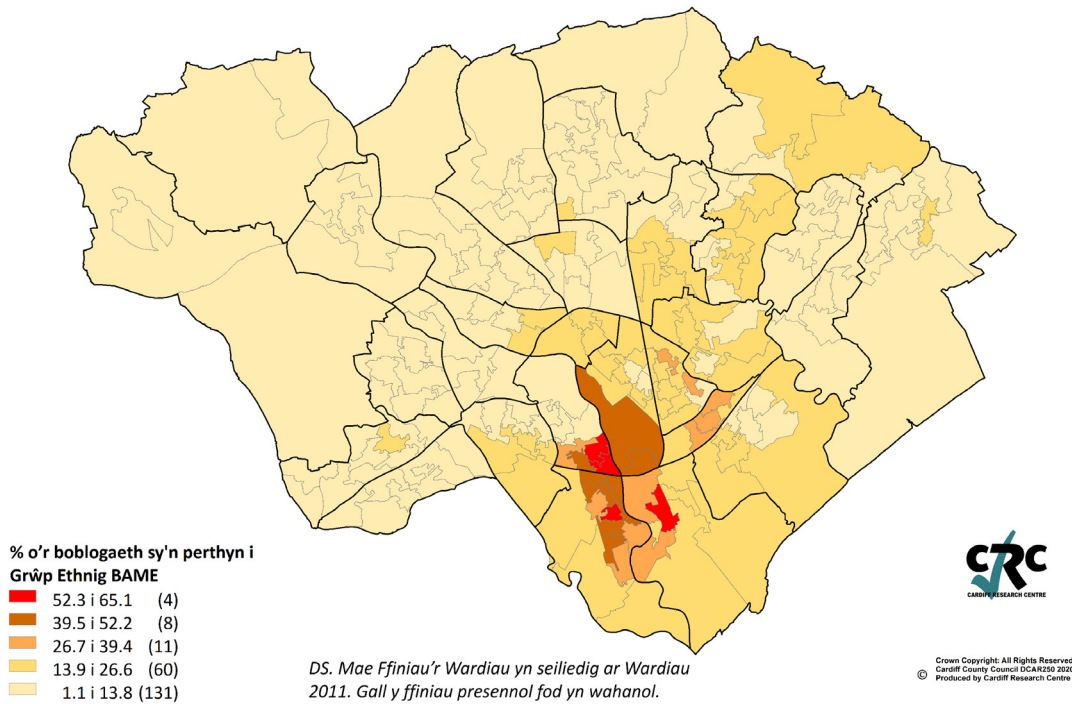 % o'r boblogaeth sy'n perthyn i
Grŵp Ethnig BAME
52.3 i 65.1 (4)
39.5 i 52.2 (8)
26.7 i 39.4 (11)
13.9 i 26.6 (60)
1.1 i 13.8 (131)
DS. Mae Ffiniau'r Wardiau yn seiliedig ar Wardiau
2011. Gall y ffiniau presennol fod yn wahanol.
CRC
CARDIFF RESEARCH CENTRE
Crown Copyright: All Rights Reserved
© Cardiff County Council DCAR250 2020
Produced by Cardiff Research Centre